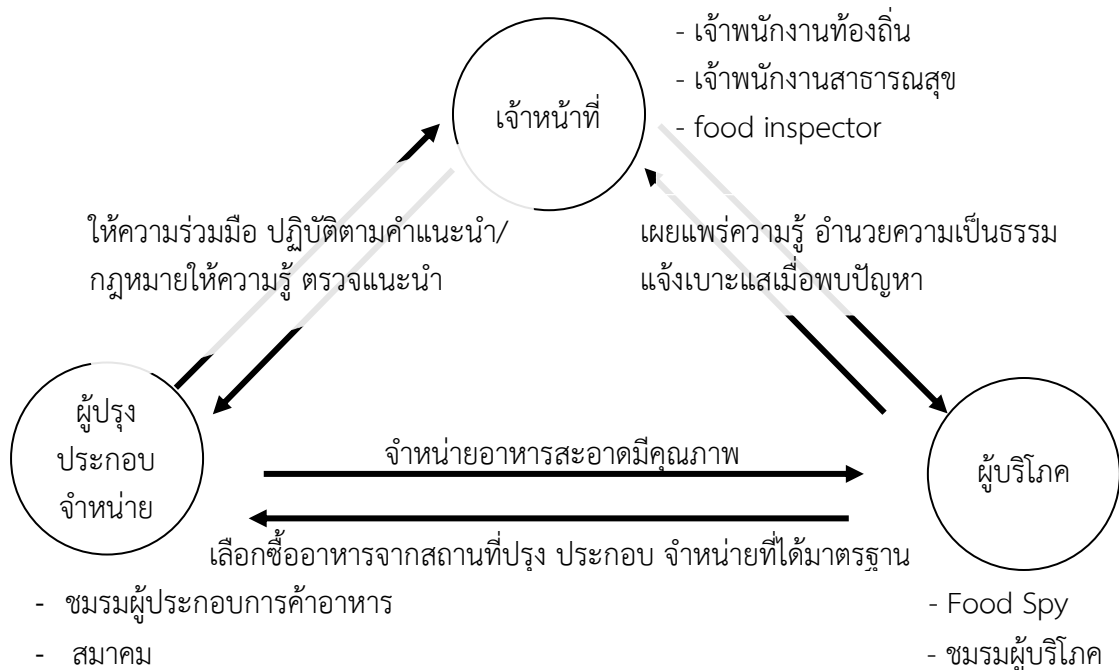 - เจ้าพนักงานท้องถิ่น
- เจ้าพนักงานสาธารณสุข
- food inspector
เจ้าหน้าที่
ให้ความร่วมมือ ปฏิบัติตามคำแนะนำ/
กฎหมายให้ความรู้ ตรวจแนะนำ
เผยแพร่ความรู้ อำนวยความเป็นธรรม
แจ้งเบาะแสเมื่อพบปัญหา
ผู้ปรุง
ประกอบ
จำหน่าย
จำหน่ายอาหารสะอาดมีคุณภาพ
ผู้บริโภค
เลือกซื้ออาหารจากสถานที่ปรุง ประกอบ จำหน่ายที่ได้มาตรฐาน
- ชมรมผู้ประกอบการค้าอาหาร
- สมาคม
- Food Spy
- ชมรมผู้บริโภค